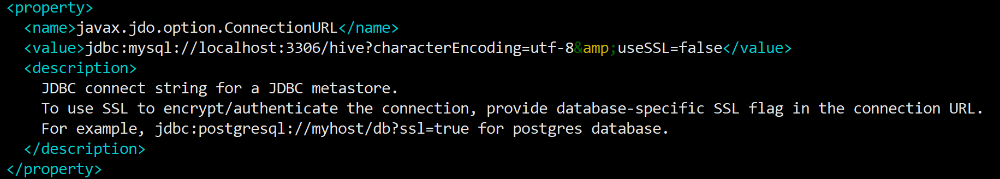 <property>
<name>javax.jdo.option.ConnectionURL</name>
<value>jdbc:mysql://localhost:3306/hive?characterEncoding=utf-8&amp;useSSL=false</value>
<description>
JDBC connect string for a JDBC metastore.
To use SSL to encrypt/authenticate the connection, provide database-specific SSL flag in the connection URL.
For example, jdbc:postgresql://myhost/db?ssl=true for postgres database.
</description>
</property>